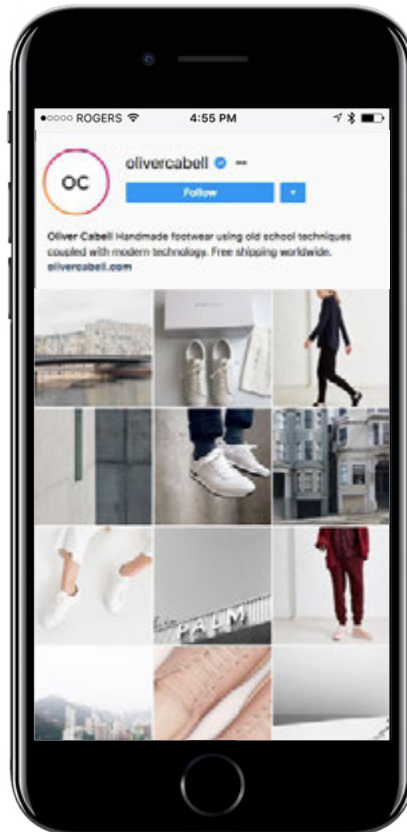 ROGERS 4:55 PM
olivercabell
OC
Follow
Oliver Cabell Handmade footwear using old school techniques
coupled with modern technology. Free shipping worldwide.
olivercabell.com
PALM